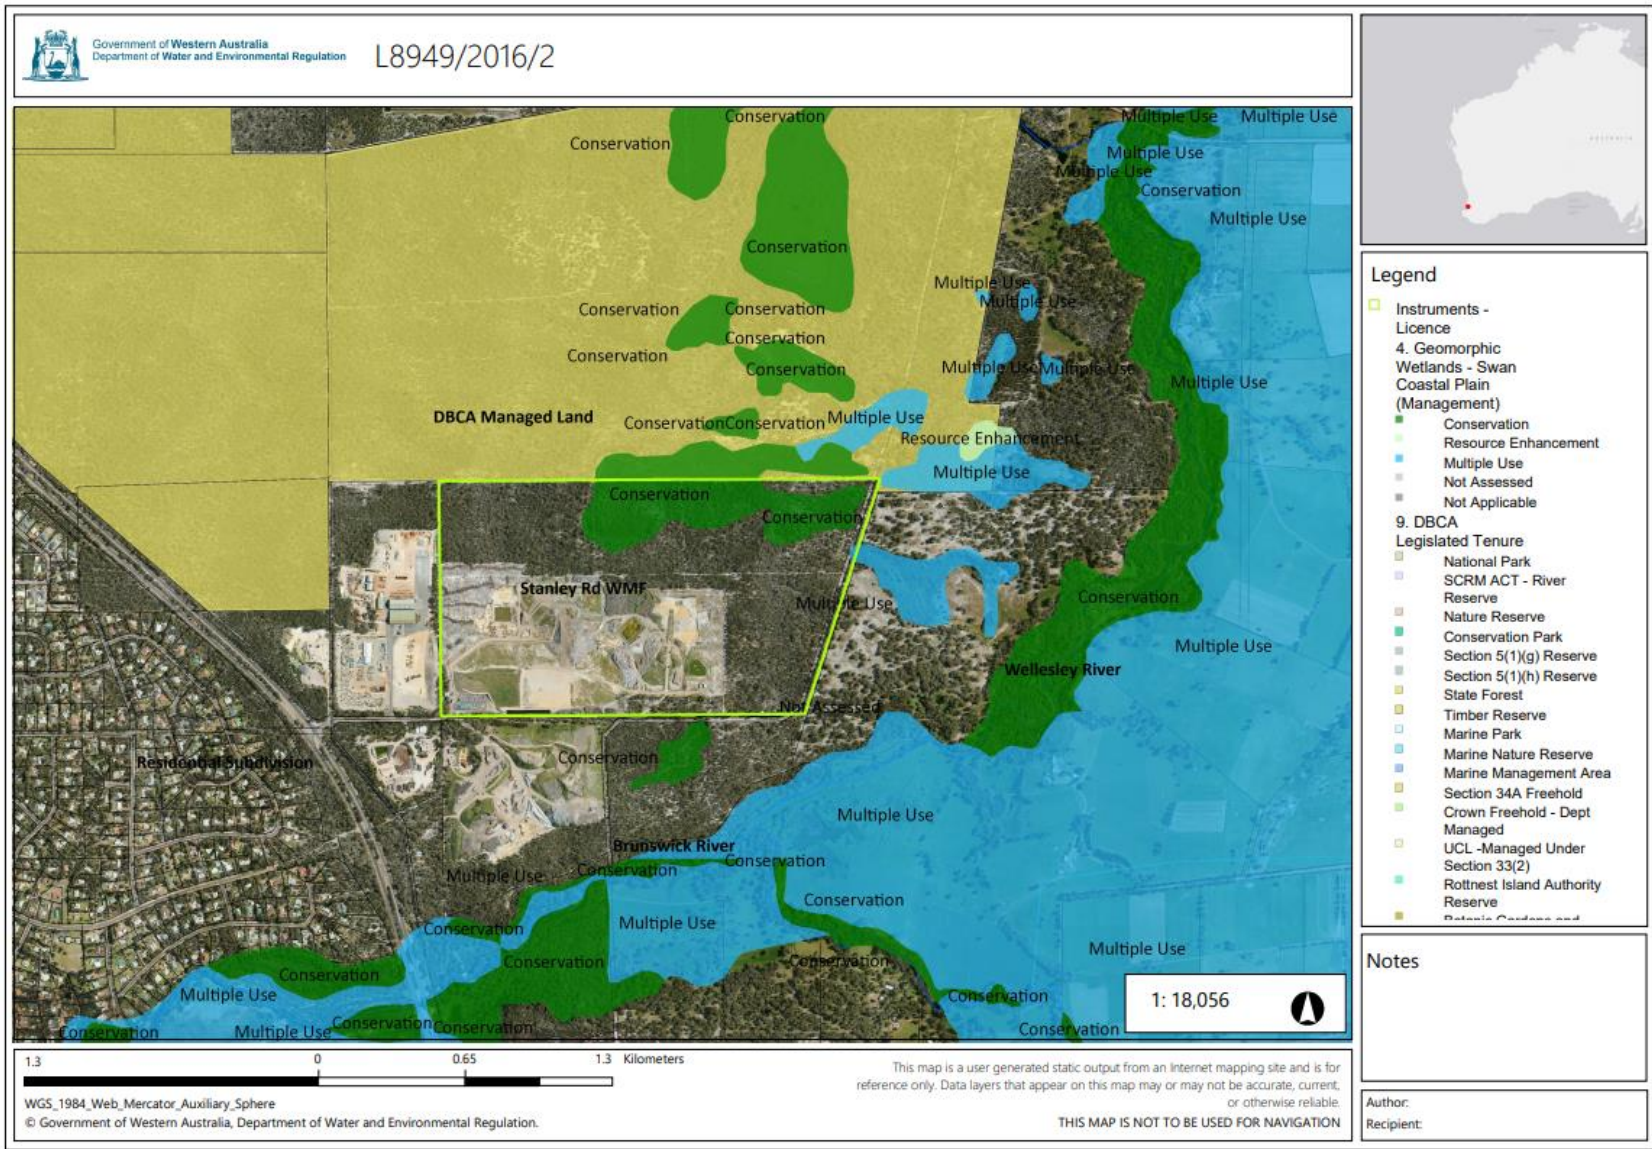 Government of Western Australia
Department of Water and Environmental Regulation
L8949/2016/2
Conservation
Multiple Use
Multiple Use
Conservation
Multiple Use
Multiple Use
Conservation
Multiple Use
Conservation
Multiple Use
Multiple Use
Conservation
Conservation
Conservation
Conservation
Conservation
Multiple Use
Multiple Use
Multiple Use
DBCA Managed Land
Conservation
Conservation
Multiple Use
Resource Enhancement
Multiple Use
Conservation
Conservation
Stanley Rd WMF
Multiple Use
Conservation
Multiple Use
Wellesley River
Not Assessed
Conservation
Residential Subdivision
Multiple Use
Brunswick River
Conservation
Conservation
Multiple Use
Conservation
Multiple Use
Conservation
Multiple Use
Conservation
Conservation
Conservation
Multiple Use
Conservation
Conservation
Multiple Use
Conservation
Conservation
Conservation
1: 18,056
1.3 0 0.65 1.3 Kilometers
WGS_1984_Web_Mercator_Auxiliary_Sphere
© Government of Western Australia, Department of Water and Environmental Regulation.
This map is a user generated static output from an Internet mapping site and is for
reference only. Data layers that appear on this map may or may not be accurate, current,
or otherwise reliable.
THIS MAP IS NOT TO BE USED FOR NAVIGATION
Legend
Instruments -
Licence
4. Geomorphic
Wetlands - Swan
Coastal Plain
(Management)
Conservation
Resource Enhancement
Multiple Use
Not Assessed
Not Applicable
9. DBCA
Legislated Tenure
National Park
SCRM ACT - River
Reserve
Nature Reserve
Conservation Park
Section 5(1)(g) Reserve
Section 5(1)(h) Reserve
State Forest
Timber Reserve
Marine Park
Marine Nature Reserve
Marine Management Area
Section 34A Freehold
Crown Freehold - Dept
Managed
UCL -Managed Under
Section 33(2)
Rottnest Island Authority
Reserve
Notes
Author:
Recipient: